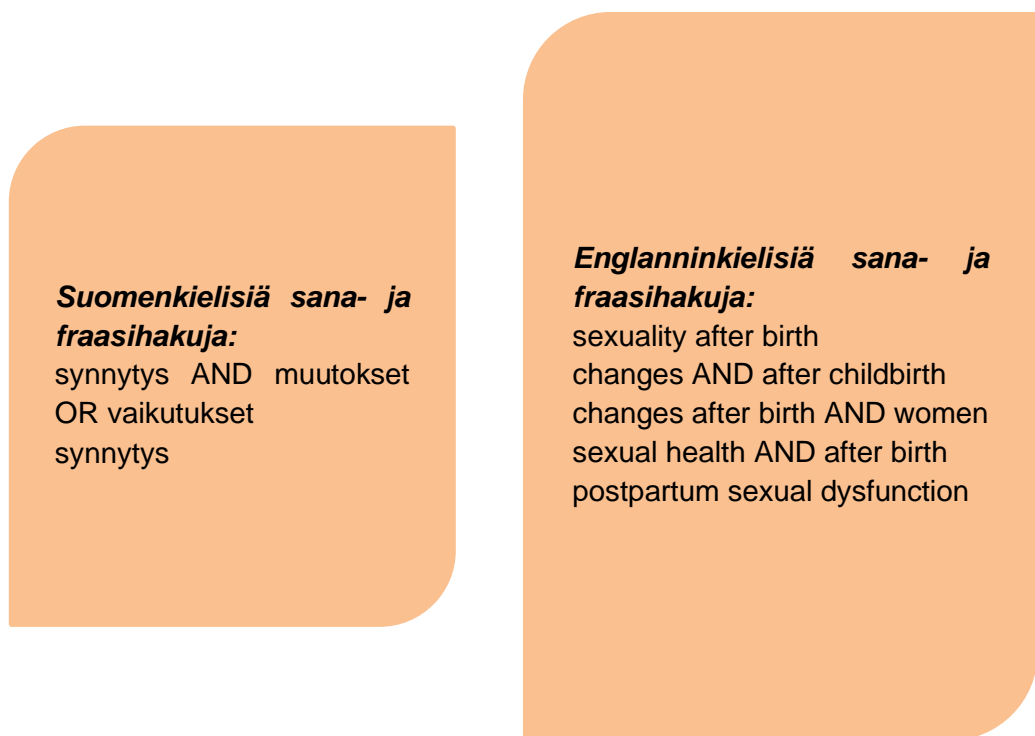 Suomenkielisiä sana- ja
fraasihakuja:
synnytys AND muutokset
OR vaikutukset
synnytys
Englanninkielisiä sana- ja
fraasihakuja:
sexuality after birth
changes AND after childbirth
changes after birth AND women
sexual health AND after birth
postpartum sexual dysfunction